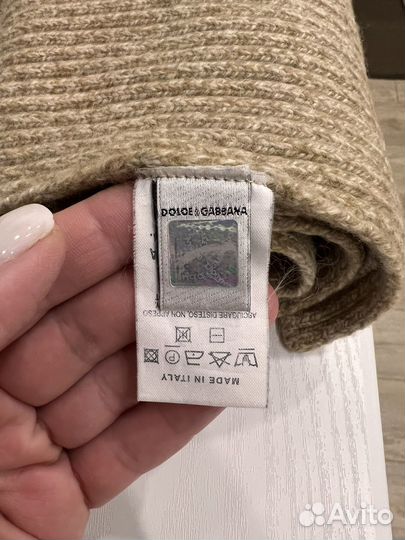 DOLCE & GABBANA
ASCIUGARE DISTESO, NON APPESO
P
MADE IN ITALY
Avito